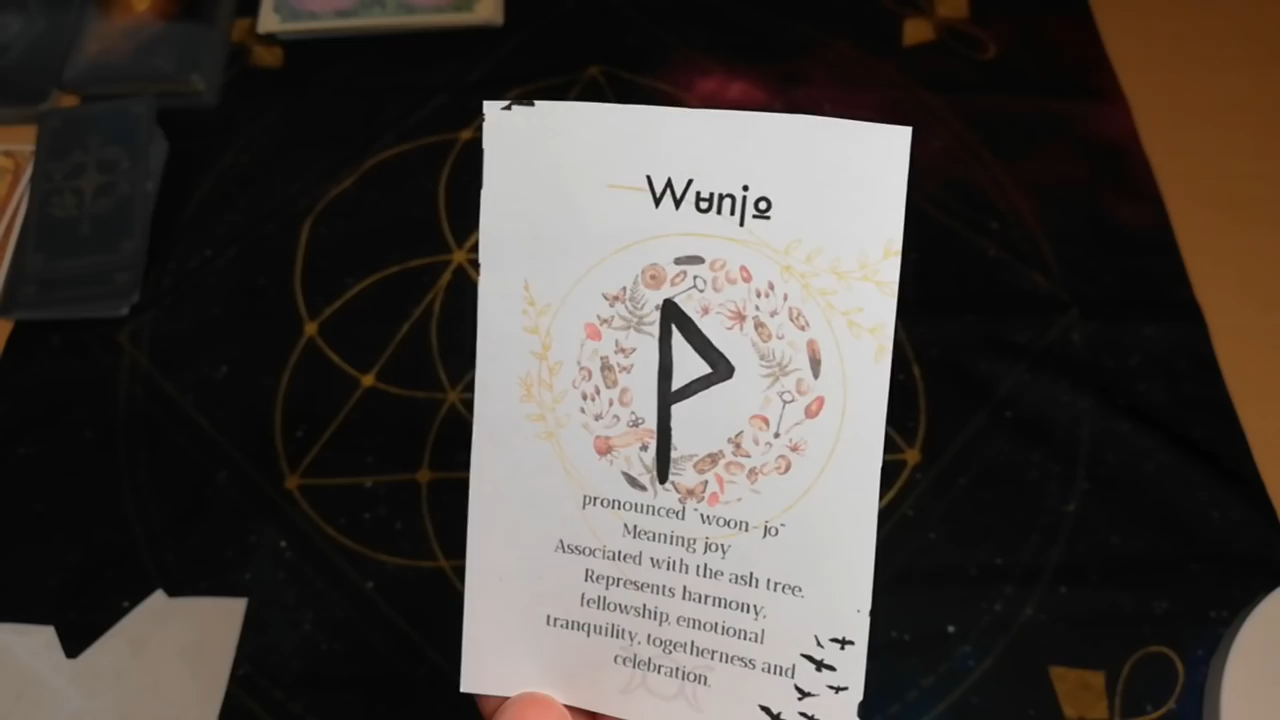 Wunjo
pronounced "woon-jo"
Meaning joy
Associated with the ash tree.
Represents harmony,
fellowship, emotional
tranquility, togetherness and
celebration.